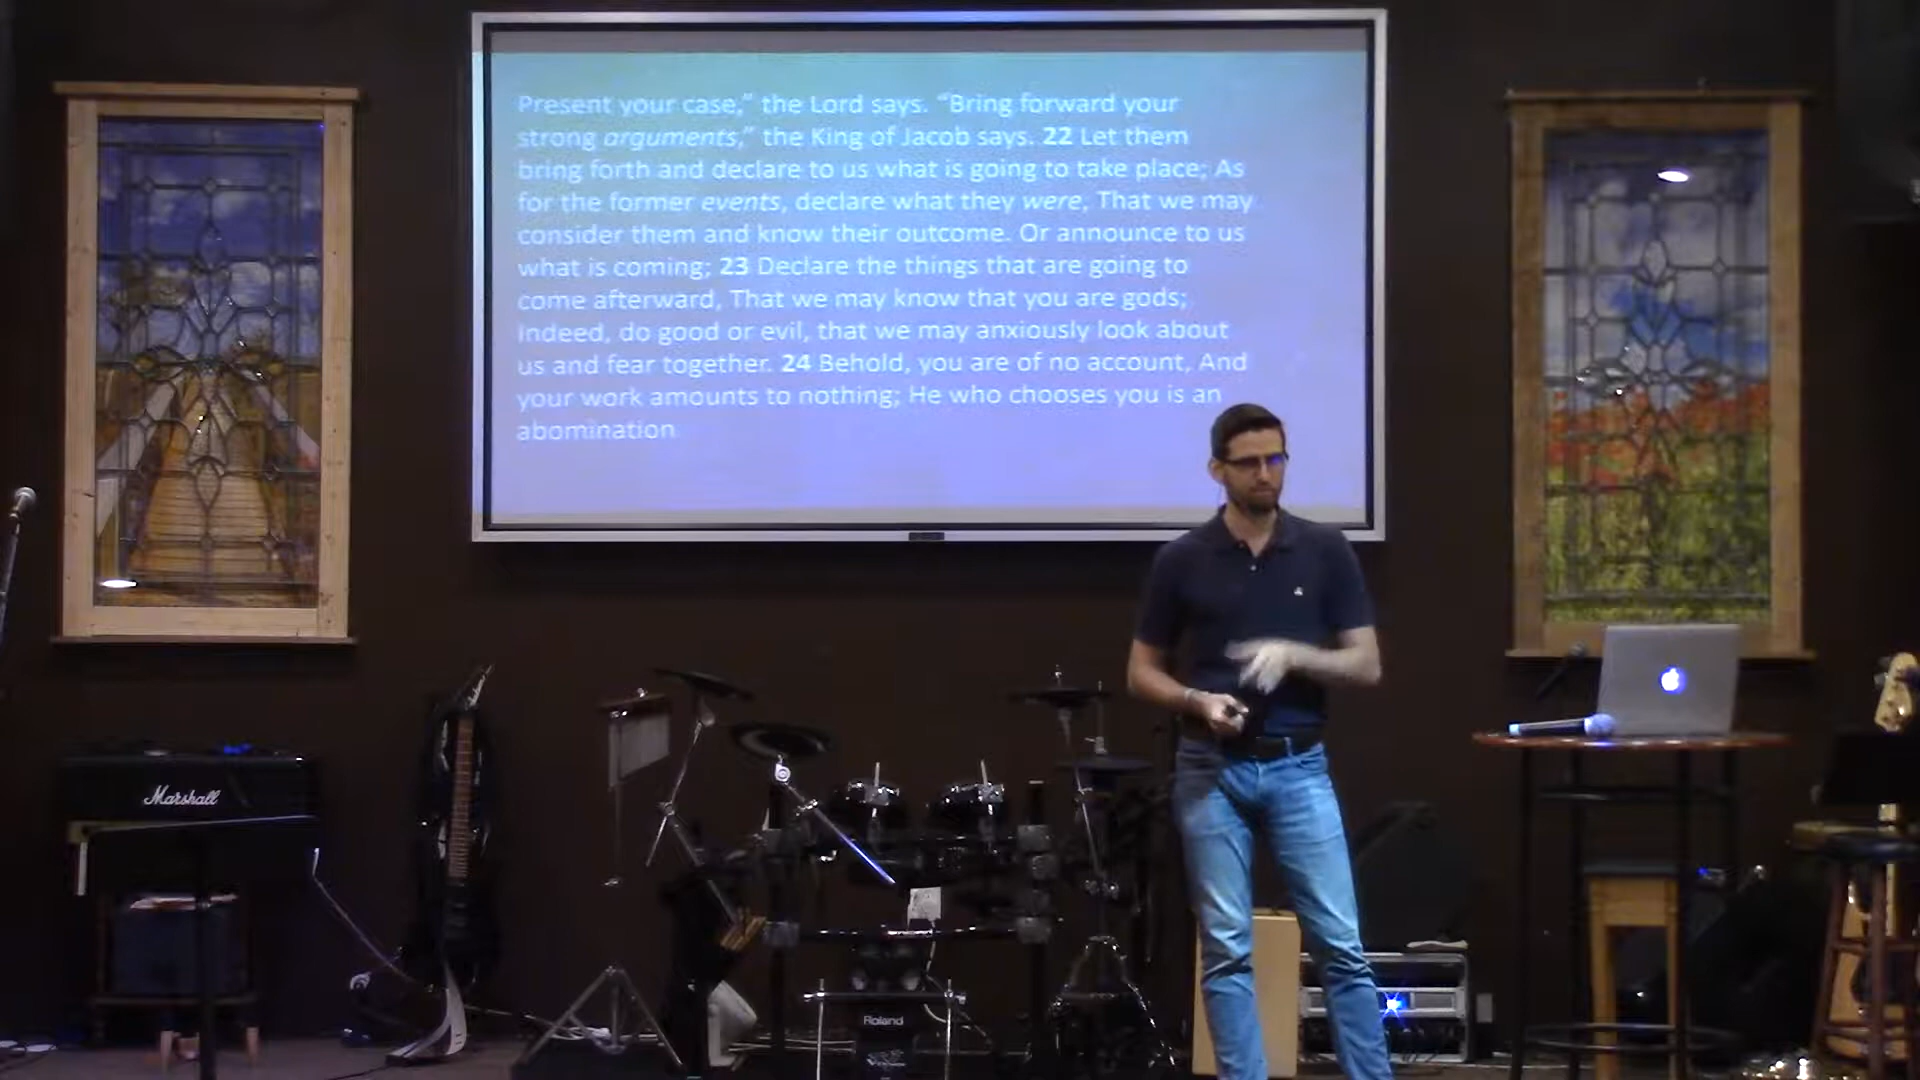 Present your case,” the Lord says. “Bring forward your
strong arguments,” the King of Jacob says. 22 Let them
bring forth and declare to us what is going to take place; As
for the former events, declare what they were, That we may
consider them and know their outcome. Or announce to us
what is coming; 23 Declare the things that are going to
come afterward, That we may know that you are gods;
Indeed, do good or evil, that we may anxiously look about
us and fear together. 24 Behold, you are of no account, And
your work amounts to nothing; He who chooses you is an
abomination
Marshall
Roland